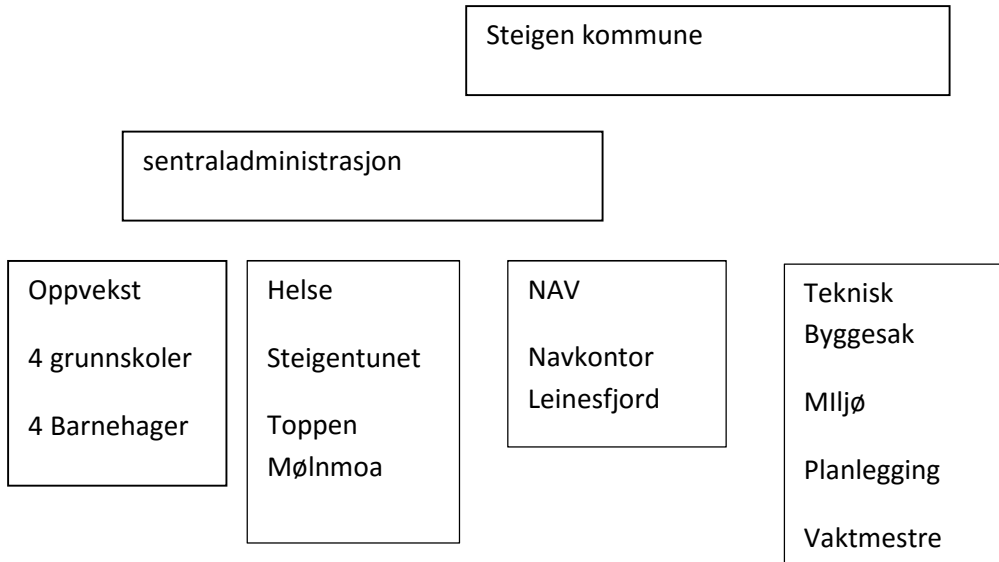 Steigen kommune
sentraladministrasjon
Oppvekst
4 grunnskoler
4 Barnehager
Helse
Steigentunet
Toppen
Mølnmoa
NAV
Navkontor
Leinesfjord
Teknisk
Byggesak
MIljø
Planlegging
Vaktmestre